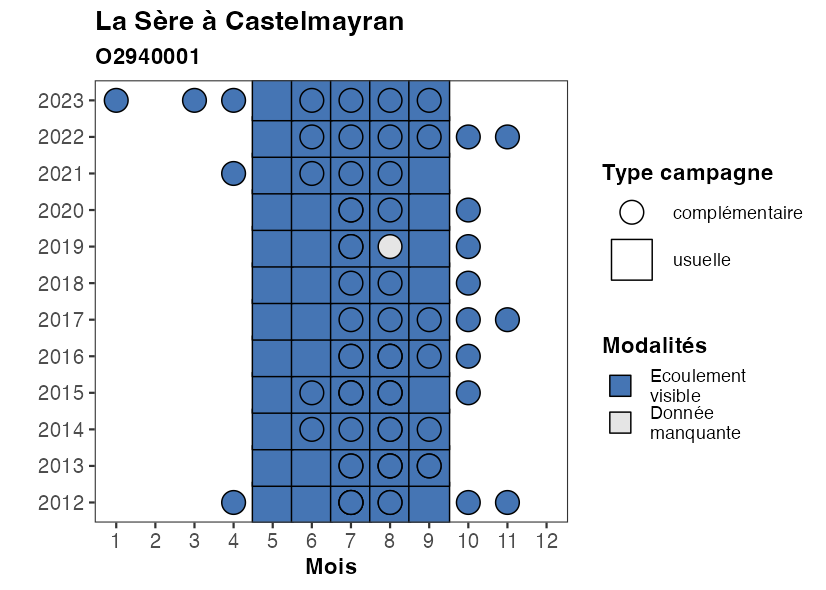 La Sère à Castelmayran
O2940001
2023
2022
2021
2020
2019
2018
2017
2016
2015
2014
2013
2012
1 2 3 4 5 6 7 8 9 10 11 12
Mois
Type campagne
complémentaire
usuelle
Modalités
Ecoulement
visible
Donnée
manquante